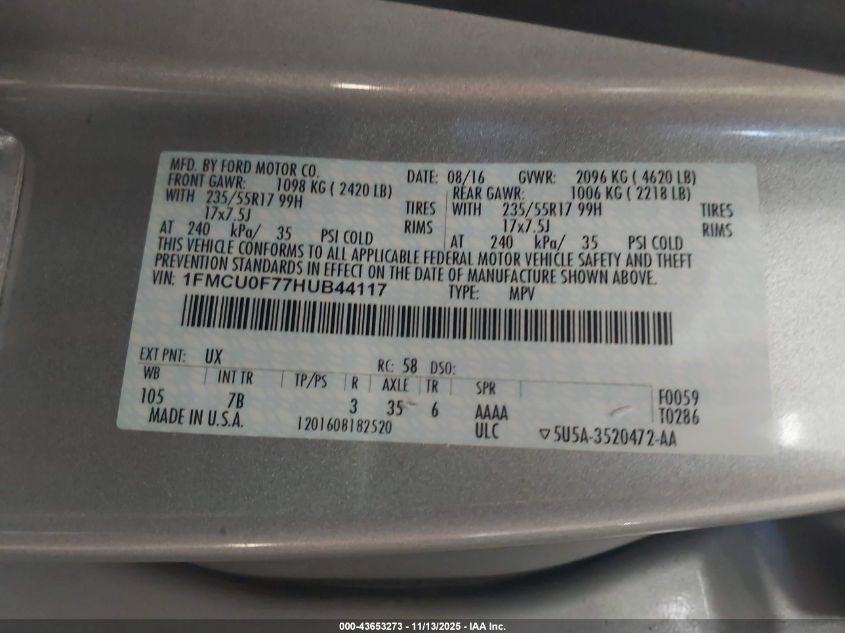 MFD. BY FORD MOTOR CO. DATE: 08/16 GVWR: 2096 KG ( 4620 LB)
FRONT GAWR: 1098 KG ( 2420 LB) REAR GAWR: 1006 KG ( 2218 LB)
WITH 235/55R17 99H TIRES WITH 235/55R17 99H TIRES
17x7.5J RIMS 17x7.5J RIMS
AT 240 kPa/ 35 PSI COLD AT 240 kPa/ 35 PSI COLD
THIS VEHICLE CONFORMS TO ALL APPLICABLE FEDERAL MOTOR VEHICLE SAFETY AND THEFT
PREVENTION STANDARDS IN EFFECT ON THE DATE OF MANUFACTURE SHOWN ABOVE.
VIN: 1FMCU0F77HUB44117 TYPE: MPV
EXT PNT: UX RC: 58 DSO:
WB INT TR TP/PS R AXLE TR SPR
105 7B 3 35 6 AAAA F0059
T0286
MADE IN U.S.A. 1201608182520 ULC ▽5U5A-3520472-AA
000-43653273 - 11/13/2025 - IAA Inc.